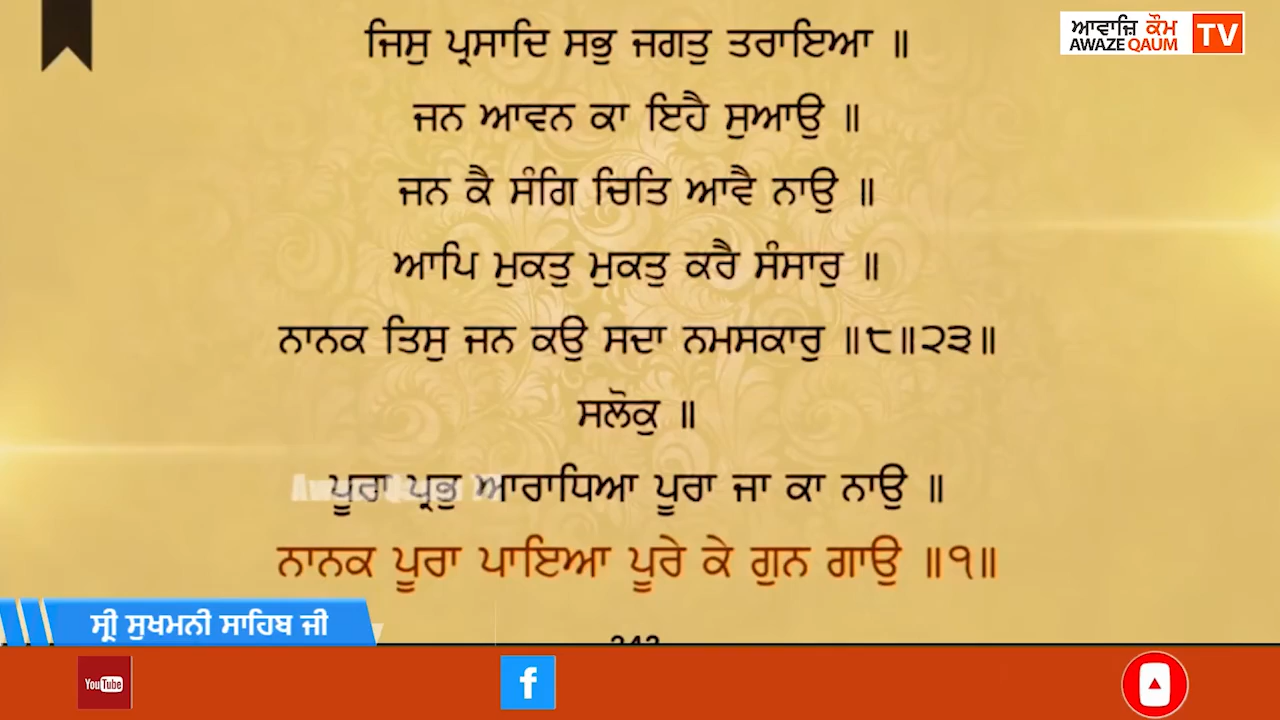 ਆਵਾਜ਼ਿ ਕੌਮ
AWAZE QAUM TV
ਜਿਸੁ ਪ੍ਰਸਾਦਿ ਸਭੁ ਜਗਤੁ ਤਰਾਇਆ ॥
ਜਨ ਆਵਨ ਕਾ ਇਹੈ ਸੁਆਉ ॥
ਜਨ ਕੈ ਸੰਗਿ ਚਿਤਿ ਆਵੈ ਨਾਉ ॥
ਆਪਿ ਮੁਕਤੁ ਮੁਕਤੁ ਕਰੈ ਸੰਸਾਰੁ ॥
ਨਾਨਕ ਤਿਸੁ ਜਨ ਕਉ ਸਦਾ ਨਮਸਕਾਰੁ ॥੮॥੨੩॥
ਸਲੋਕੁ ॥
ਪੂਰਾ ਪ੍ਰਭੁ ਆਰਾਧਿਆ ਪੂਰਾ ਜਾ ਕਾ ਨਾਉ ॥
ਨਾਨਕ ਪੂਰਾ ਪਾਇਆ ਪੂਰੇ ਕੇ ਗੁਨ ਗਾਉ ॥੧॥
ਸ੍ਰੀ ਸੁਖਮਨੀ ਸਾਹਿਬ ਜੀ
YouTube